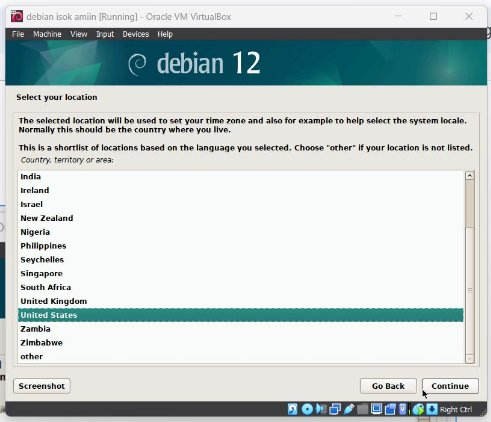 debian isok amiin [Running] - Oracle VM VirtualBox
File Machine View Input Devices Help
debian 12
Select your location
The selected location will be used to set your time zone and also for example to help select the system locale.
Normally this should be the country where you live.
This is a shortlist of locations based on the language you selected. Choose "other" if your location is not listed.
Country, territory or area:
India
Ireland
Israel
New Zealand
Nigeria
Philippines
Seychelles
Singapore
South Africa
United Kingdom
United States
Zambia
Zimbabwe
other
Screenshot
Go Back
Continue
Right Ctrl